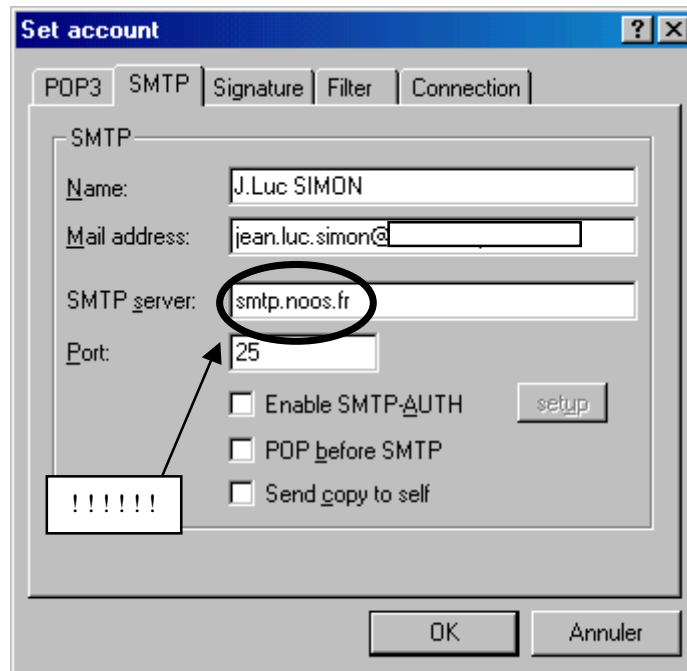 Set account
POP3 SMTP Signature Filter Connection
SMTP
Name: J.Luc SIMON
Mail address: jean.luc.simon@
SMTP server: smtp.noos.fr
Port: 25
Enable SMTP-AUTH setup
POP before SMTP
! ! ! ! ! ! Send copy to self
OK Annuler